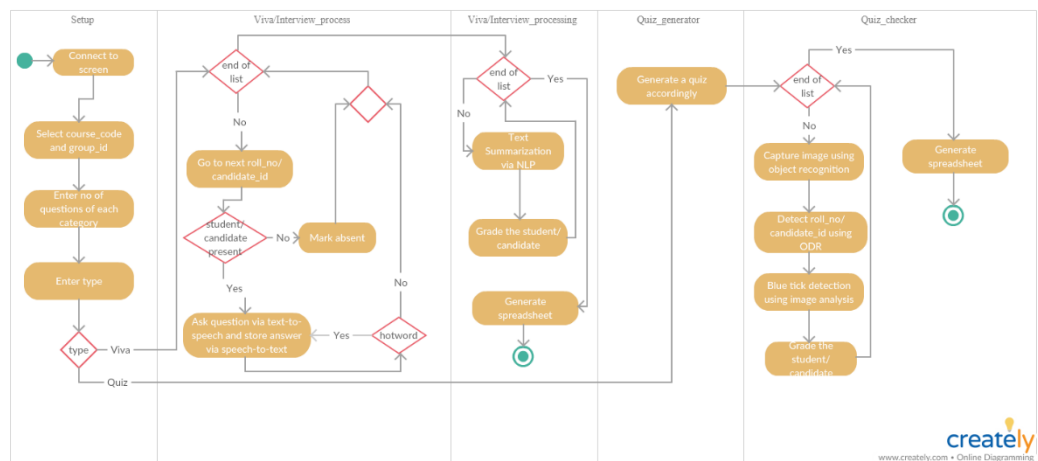 Setup
Viva/Interview_process
Viva/Interview_processing
Quiz_generator
Quiz_checker
Connect to
screen
Select course_code
and group_id
Enter no of
questions of each
category
Enter type
type
Viva
Quiz
end of
list
No
Go to next roll_no/
candidate_id
student/
candidate
present
No
Mark absent
Yes
Ask question via text-to-
speech and store answer
via speech-to-text
Yes
hotword
No
end of
list
Yes
No
Text
Summarization
via NLP
Grade the student/
candidate
Generate
spreadsheet
Generate a quiz
accordingly
end of
list
Yes
No
Capture image using
object recognition
Detect roll_no/
candidate_id using
ODR
Blue tick detection
using image analysis
Grade the
student/
candidate
Generate
spreadsheet
creately
www.creately.com • Online Diagramming